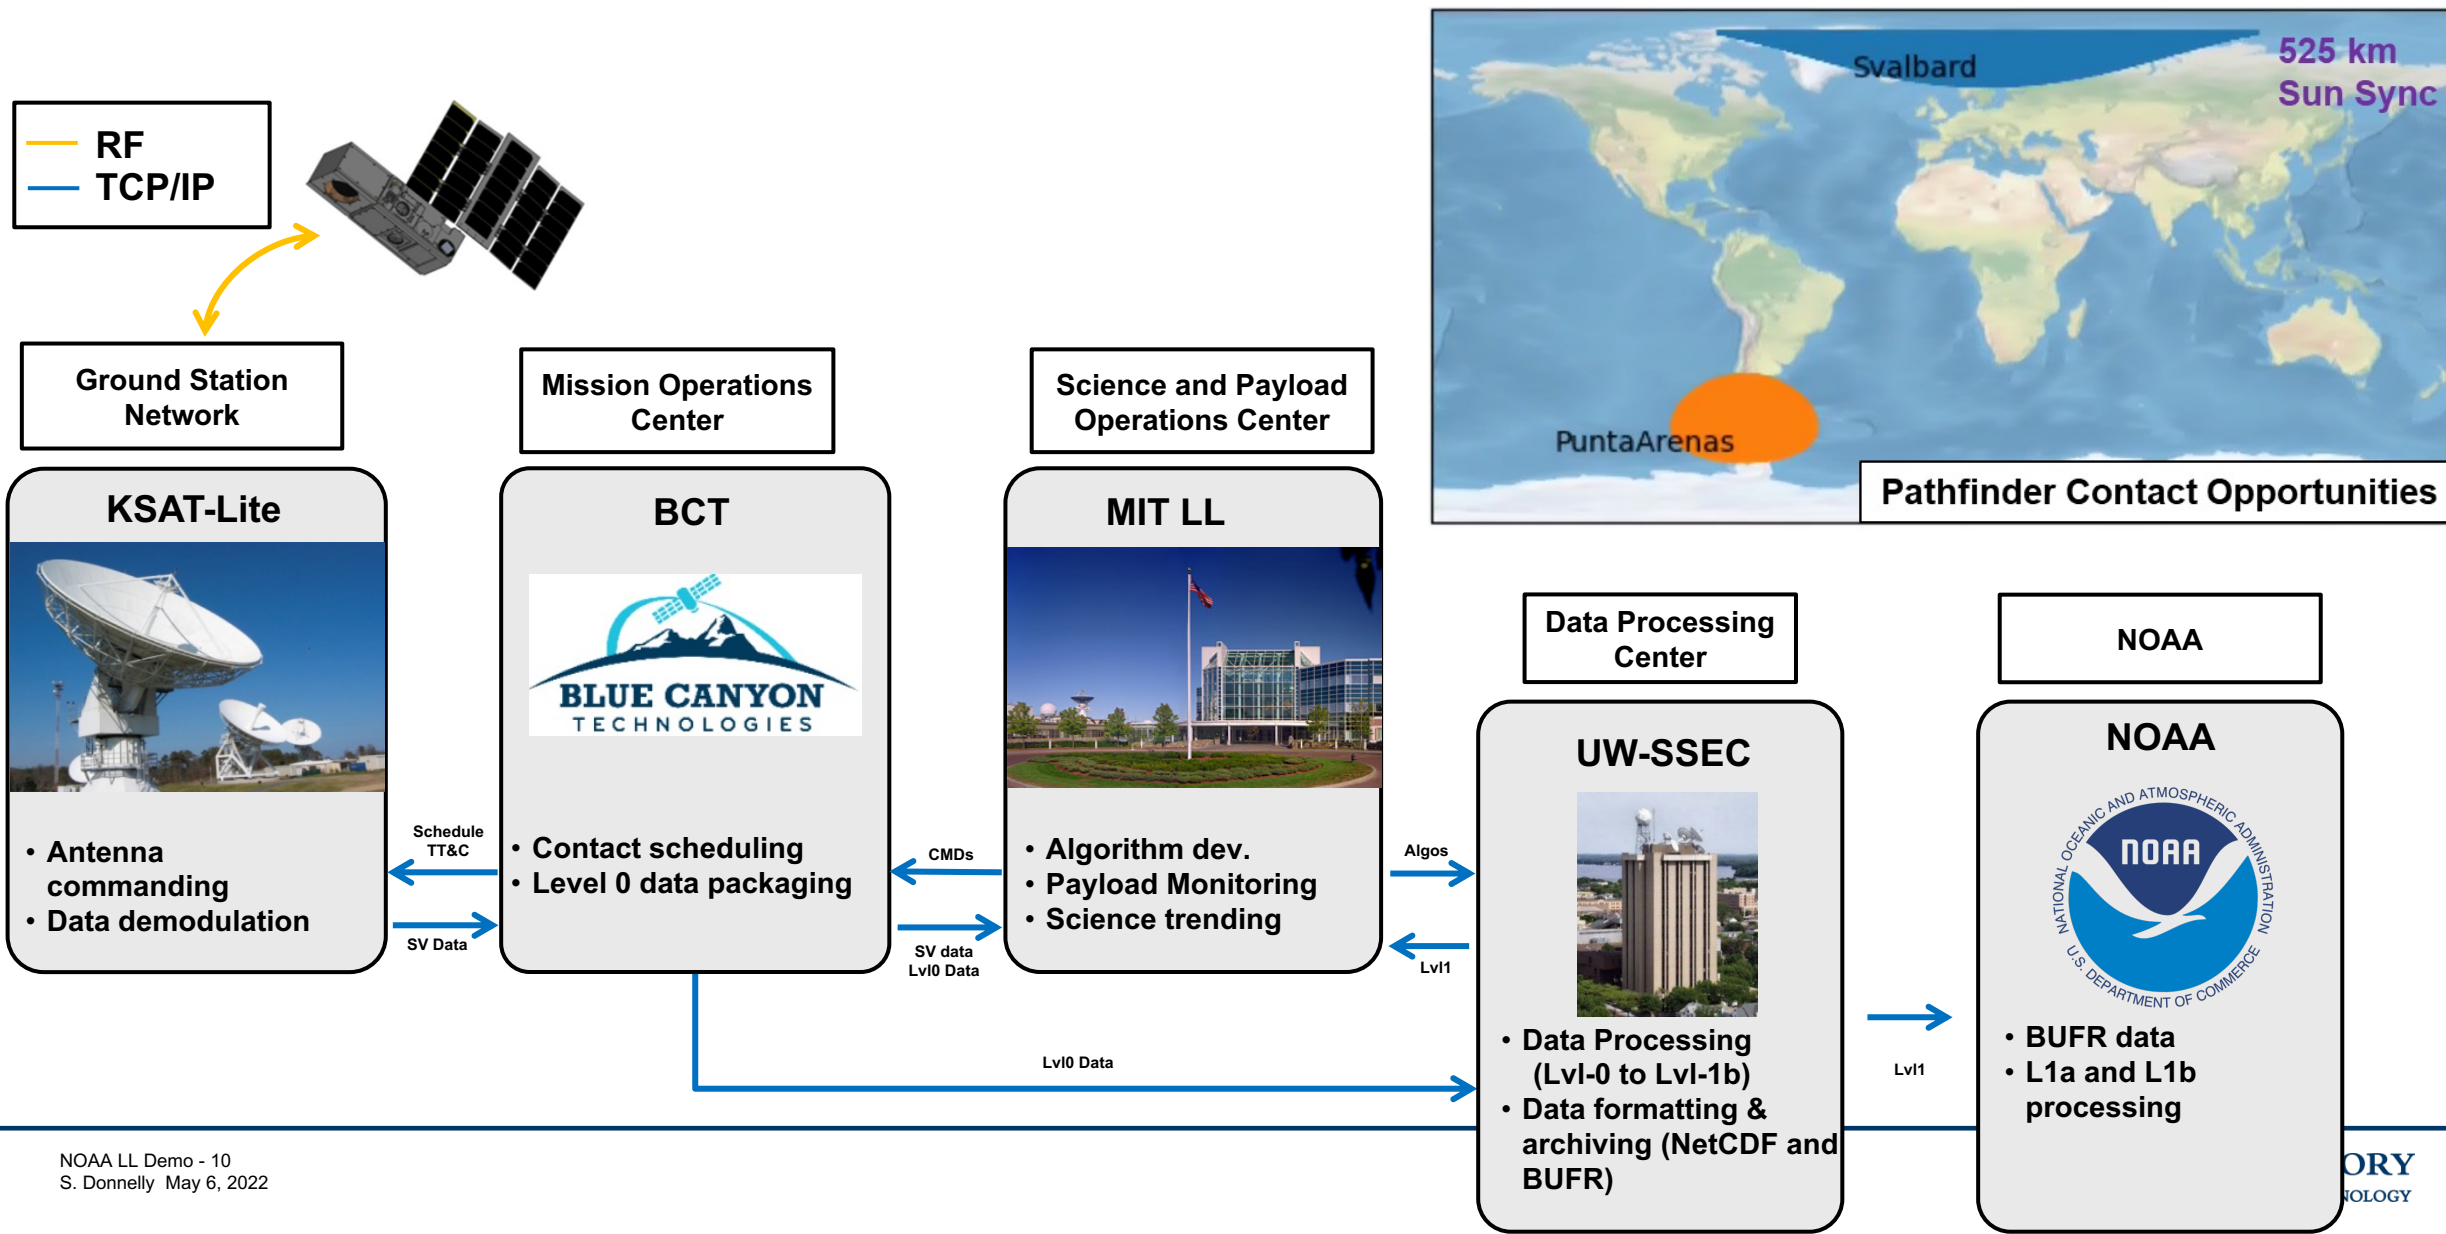 RF
TCP/IP
Svalbard
525 km
Sun Sync
PuntaArenas
Pathfinder Contact Opportunities
Ground Station
Network
Mission Operations
Center
Science and Payload
Operations Center
KSAT-Lite
BCT
MIT LL
BLUE CANYON
TECHNOLOGIES
Data Processing
Center
NOAA
UW-SSEC
NOAA
NATIONAL OCEANIC AND ATMOSPHERIC ADMINISTRATION
NOAA
U.S. DEPARTMENT OF COMMERCE
• Antenna
commanding
• Data demodulation
Schedule
TT&C
SV Data
• Contact scheduling
• Level 0 data packaging
CMDs
SV data
Lvl0 Data
• Algorithm dev.
• Payload Monitoring
• Science trending
Algos
Lvl1
Lvl0 Data
• Data Processing
(Lvl-0 to Lvl-1b)
• Data formatting &
archiving (NetCDF and
BUFR)
Lvl1
• BUFR data
• L1a and L1b
processing
NOAA LL Demo - 10
S. Donnelly May 6, 2022
ORY
NOLOGY